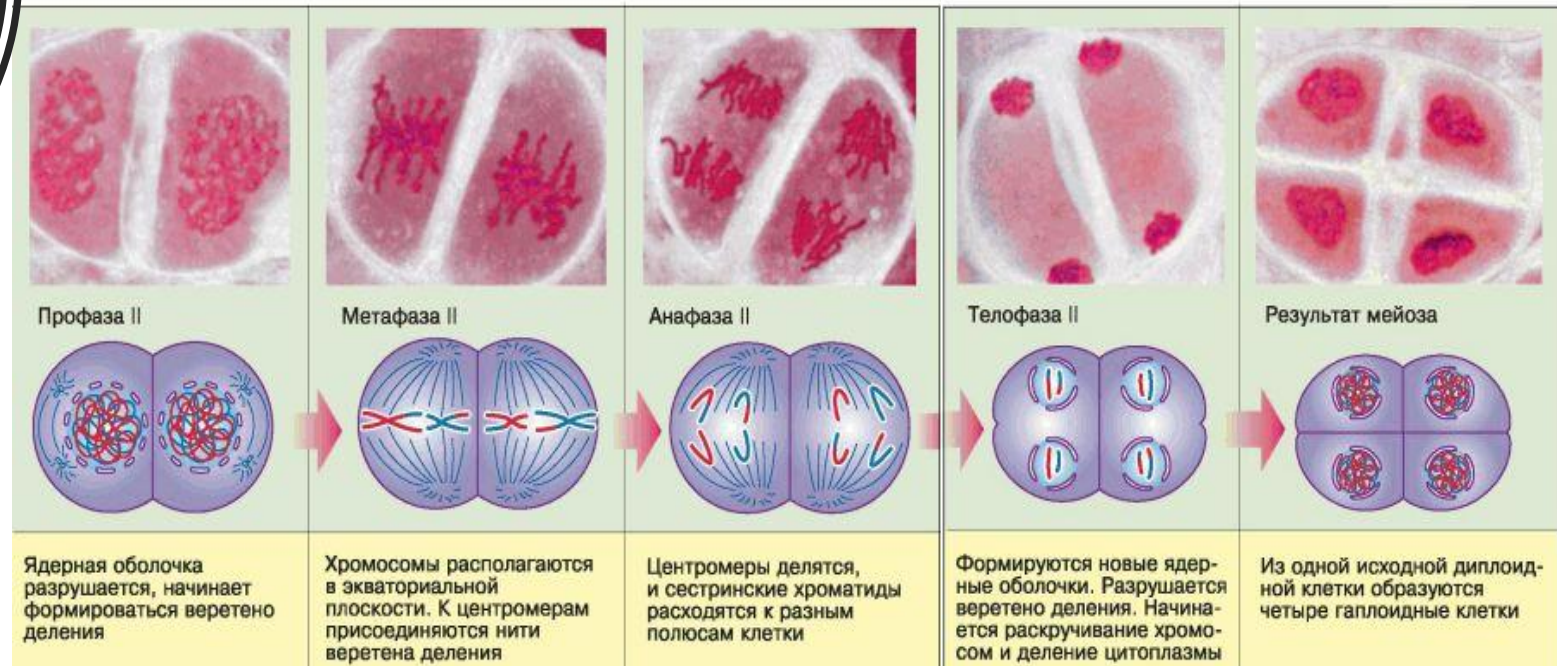 Профаза II
Метафаза II
Анафаза II
Телофаза II
Результат мейоза
Ядерная оболочка
разрушается, начинает
формироваться веретено
деления
Хромосомы располагаются
в экваториальной
плоскости. К центромерам
присоединяются нити
веретена деления
Центромеры делятся,
и сестринские хроматиды
расходятся к разным
полюсам клетки
Формируются новые ядер-
ные оболочки. Разрушается
веретено деления. Начина-
ется раскручивание хромо-
сом и деление цитоплазмы
Из одной исходной диплоид-
ной клетки образуются
четыре гаплоидные клетки